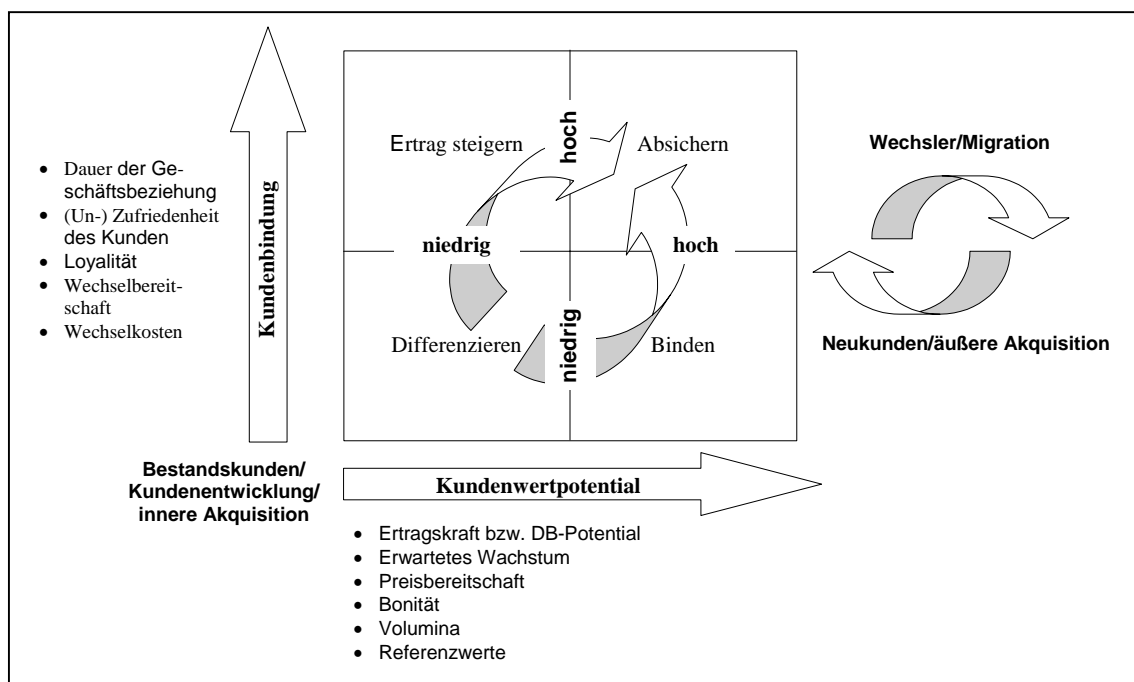 • Dauer der Ge-
schäftsbeziehung
• (Un-) Zufriedenheit
des Kunden
• Loyalität
• Wechselbereit-
schaft
• Wechselkosten
Kundenbindung
Ertrag steigern
hoch
Absichern
niedrig
hoch
Differenzieren
niedrig
Binden
Wechsler/Migration
Neukunden/äußere Akquisition
Bestandskunden/
Kundenentwicklung/
innere Akquisition
Kundenwertpotential
• Ertragskraft bzw. DB-Potential
• Erwartetes Wachstum
• Preisbereitschaft
• Bonität
• Volumina
• Referenzwerte